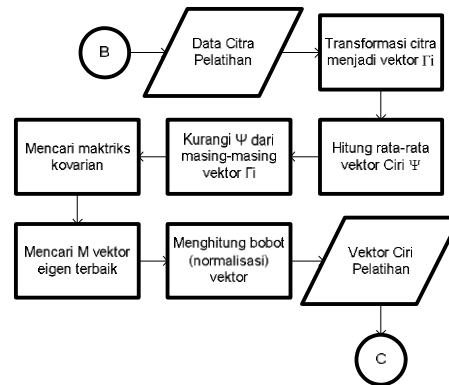 B
Data Citra
Pelatihan
Transformasi citra
menjadi vektor Γi
Hitung rata-rata
vektor Ciri Ψ
Kurangi Ψ dari
masing-masing
vektor Γi
Mencari maktriks
kovarian
Mencari M vektor
eigen terbaik
Menghitung bobot
(normalisasi)
vektor
Vektor Ciri
Pelatihan
C